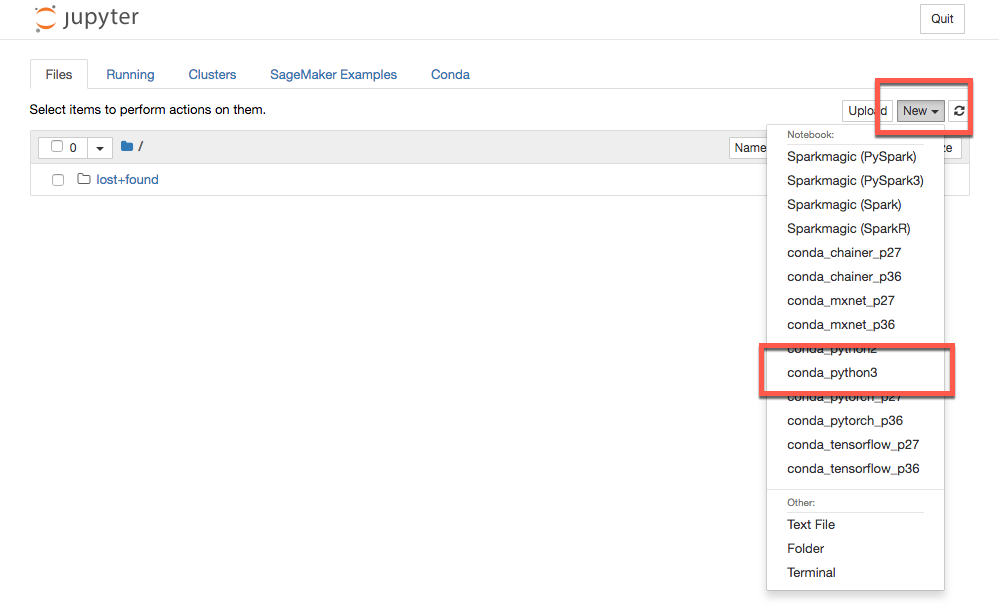 jupyter
Quit
Files Running Clusters SageMaker Examples Conda
Select items to perform actions on them.
Upload New
0 / Name ze
lost+found
Notebook:
Sparkmagic (PySpark)
Sparkmagic (PySpark3)
Sparkmagic (Spark)
Sparkmagic (SparkR)
conda_chainer_p27
conda_chainer_p36
conda_mxnet_p27
conda_mxnet_p36
conda_python2
conda_python3
conda_pytorch_p27
conda_pytorch_p36
conda_tensorflow_p27
conda_tensorflow_p36
Other:
Text File
Folder
Terminal